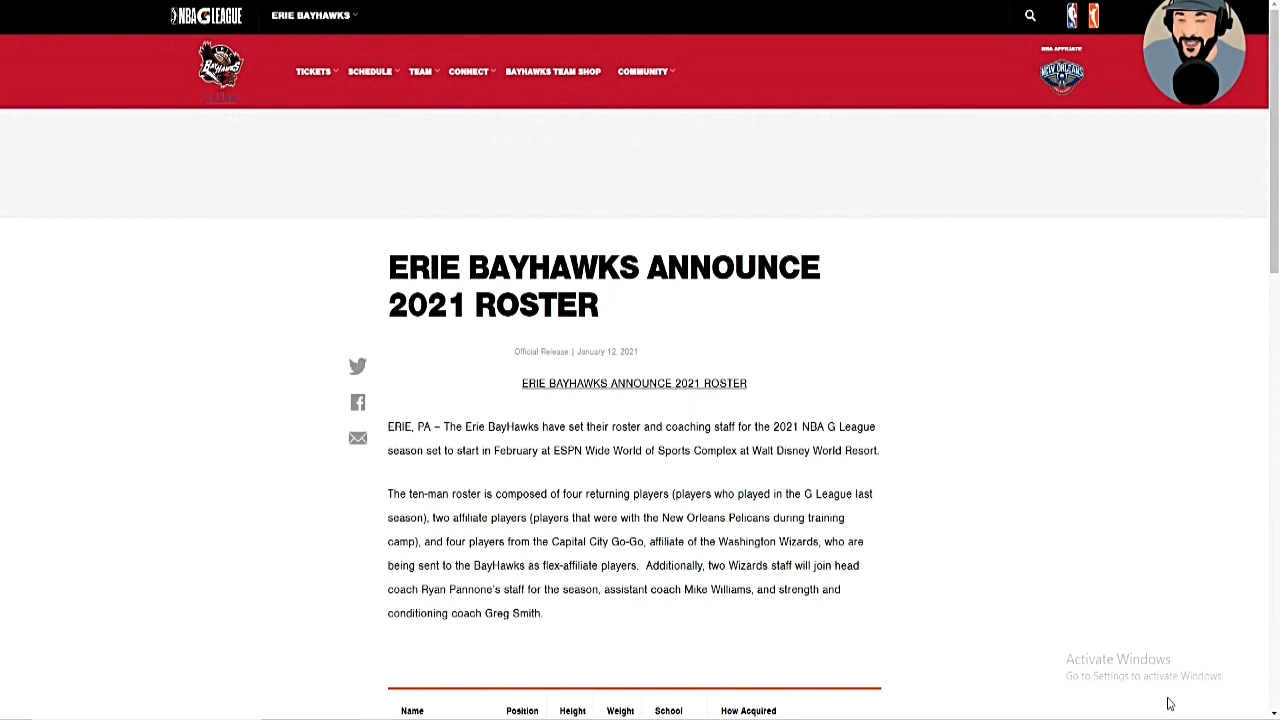 NBA G LEAGUE
ERIE BAYHAWKS
BAYHAWKS
TICKETS SCHEDULE TEAM CONNECT BAYHAWKS TEAM SHOP COMMUNITY
NBA AFFILIATE
NEW ORLEANS
ERIE BAYHAWKS ANNOUNCE
2021 ROSTER
Official Release | January 12, 2021
ERIE BAYHAWKS ANNOUNCE 2021 ROSTER
ERIE, PA – The Erie BayHawks have set their roster and coaching staff for the 2021 NBA G League
season set to start in February at ESPN Wide World of Sports Complex at Walt Disney World Resort.
The ten-man roster is composed of four returning players (players who played in the G League last
season), two affiliate players (players that were with the New Orleans Pelicans during training
camp), and four players from the Capital City Go-Go, affiliate of the Washington Wizards, who are
being sent to the BayHawks as flex-affiliate players. Additionally, two Wizards staff will join head
coach Ryan Pannone's staff for the season, assistant coach Mike Williams, and strength and
conditioning coach Greg Smith.
Activate Windows
Go to Settings to activate Windows.
Name Position Height Weight School How Acquired